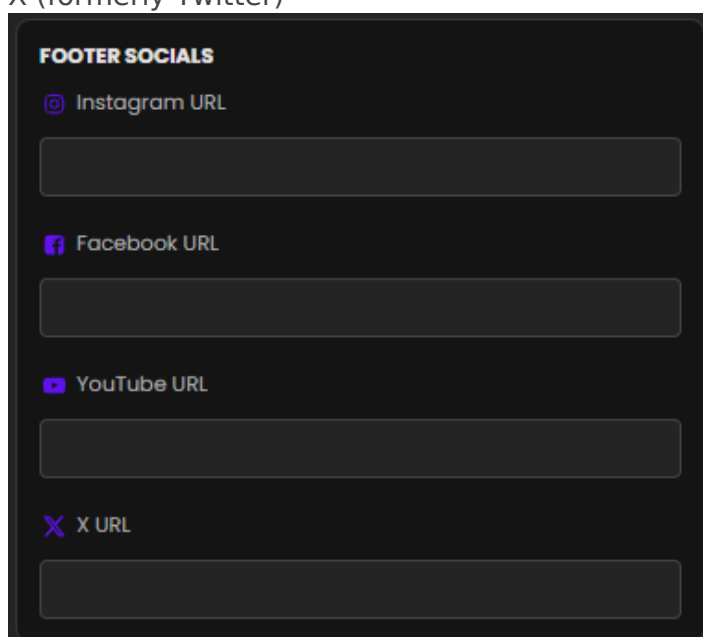 X (formerly Twitter)
FOOTER SOCIALS
Instagram URL
Facebook URL
YouTube URL
X URL